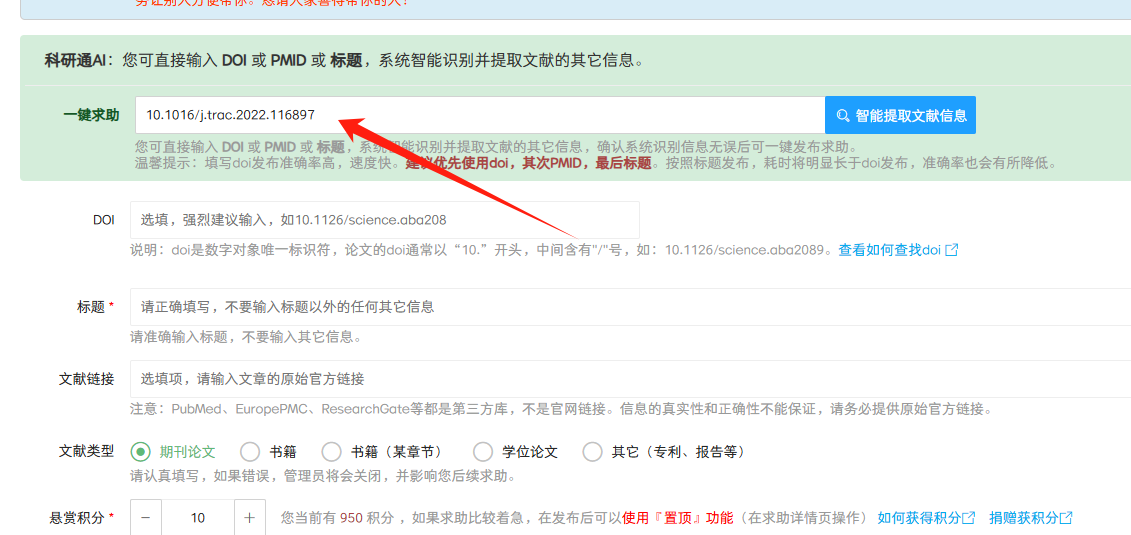 务让别人方便帮你。恳请大家善待帮你的人！
科研通AI：您可直接输入 DOI 或 PMID 或 标题，系统智能识别并提取文献的其它信息。
一键求助 10.1016/j.trac.2022.116897 智能提取文献信息
您可直接输入 DOI 或 PMID 或 标题，系统智能识别并提取文献的其它信息，确认系统识别信息无误后可一键发布求助。
温馨提示：填写doi发布准确率高，速度快。建议优先使用doi，其次PMID，最后标题。按照标题发布，耗时将明显长于doi发布，准确率也会有所降低。
DOI 选填，强烈建议输入，如10.1126/science.aba208
说明：doi是数字对象唯一标识符，论文的doi通常以“10.”开头，中间含有"/"号，如：10.1126/science.aba2089。查看如何查找doi
标题 * 请正确填写，不要输入标题以外的任何其它信息
请准确输入标题，不要输入其它信息。
文献链接 选填项，请输入文章的原始官方链接
注意：PubMed、EuropePMC、ResearchGate等都是第三方库，不是官网链接。信息的真实性和正确性不能保证，请务必提供原始官方链接。
文献类型 期刊论文 书籍 书籍（某章节） 学位论文 其它（专利、报告等）
请认真填写，如果错误，管理员将会关闭，并影响您后续求助。
悬赏积分 * − 10 + 您当前有 950 积分 ，如果求助比较着急，在发布后可以使用『置顶』功能（在求助详情页操作） 如何获得积分 捐赠获积分